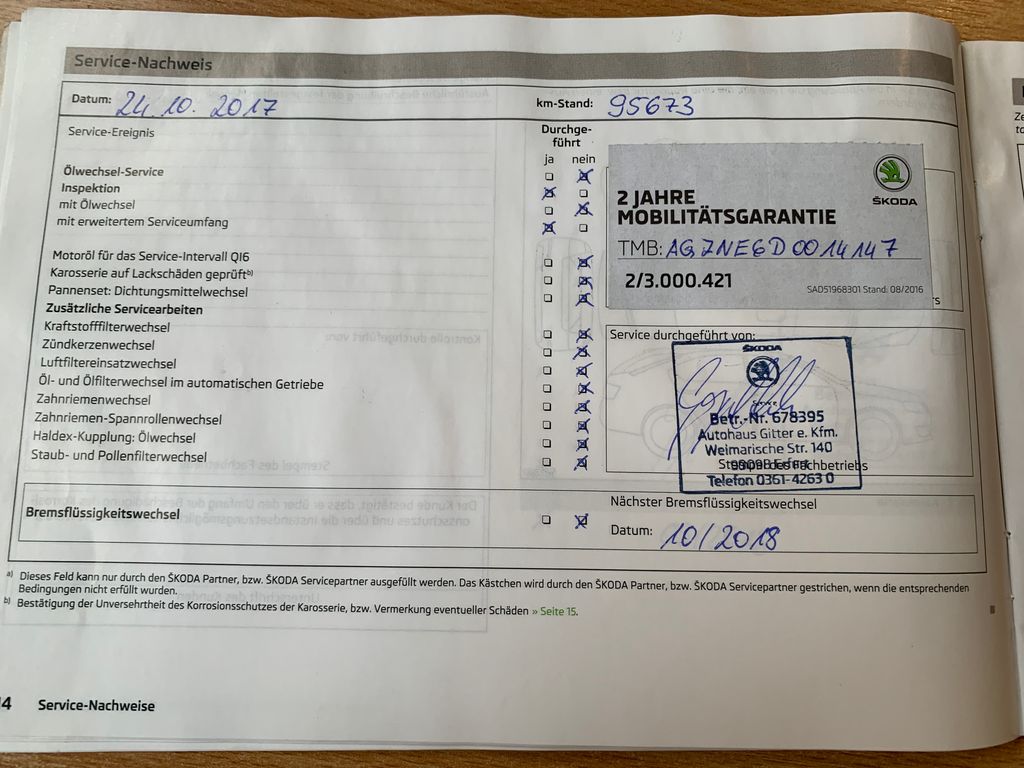 Service-Nachweis
Datum: 24.10.2017
km-Stand: 95673
Service-Ereignis
Durchge-
führt
ja nein
Ölwechsel-Service
Inspektion
mit Ölwechsel
mit erweitertem Serviceumfang
Motoröl für das Service-Intervall QI6
Karosserie auf Lackschäden geprüft b)
Pannenset: Dichtungsmittelwechsel
Zusätzliche Servicearbeiten
Kraftstofffilterwechsel
Zündkerzenwechsel
Luftfiltereinsatzwechsel
Öl- und Ölfilterwechsel im automatischen Getriebe
Zahnriemenwechsel
Zahnriemen-Spannrollenwechsel
Haldex-Kupplung: Ölwechsel
Staub- und Pollenfilterwechsel
ŠKODA
2 JAHRE
MOBILITÄTSGARANTIE
TMB: AG7NE6D0014147
2/3.000.421
SAD51968301 Stand: 08/2016
Service durchgeführt von:
ŠKODA
Betr.-Nr. 678395
Autohaus Gitter e. Kfm.
Weimarische Str. 140
Stempel des Fachbetriebs
Telefon 0361-4263 0
Bremsflüssigkeitswechsel
Nächster Bremsflüssigkeitswechsel
Datum: 10/2018
a) Dieses Feld kann nur durch den ŠKODA Partner, bzw. ŠKODA Servicepartner ausgefüllt werden. Das Kästchen wird durch den ŠKODA Partner, bzw. ŠKODA Servicepartner gestrichen, wenn die entsprechenden
Bedingungen nicht erfüllt wurden.
b) Bestätigung der Unversehrtheit des Korrosionsschutzes der Karosserie, bzw. Vermerkung eventueller Schäden » Seite 15.
14 Service-Nachweise